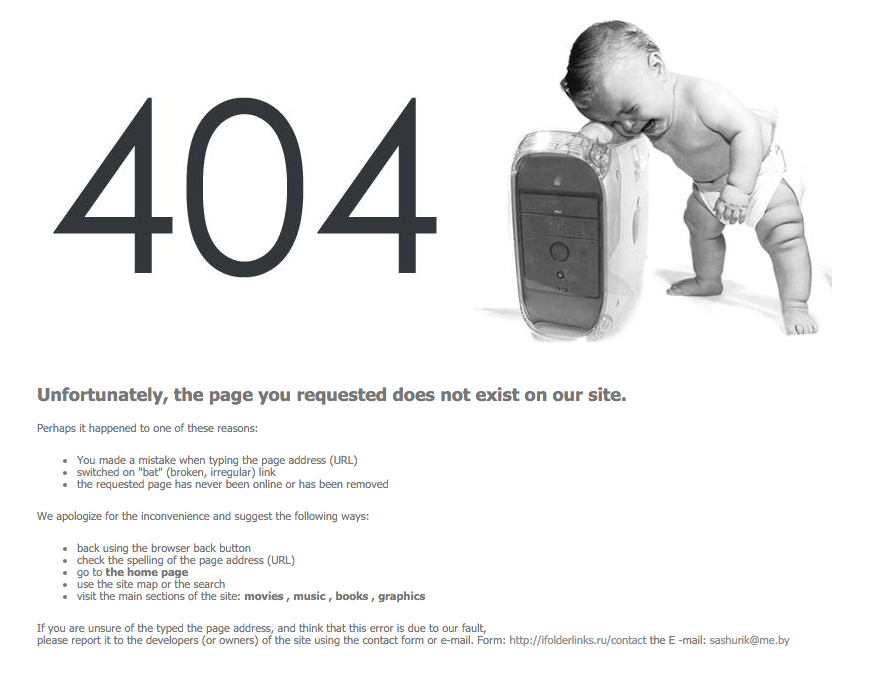 404
Unfortunately, the page you requested does not exist on our site.
Perhaps it happened to one of these reasons:
• You made a mistake when typing the page address (URL)
• switched on "bat" (broken, irregular) link
• the requested page has never been online or has been removed
We apologize for the inconvenience and suggest the following ways:
• back using the browser back button
• check the spelling of the page address (URL)
• go to the home page
• use the site map or the search
• visit the main sections of the site: movies , music , books , graphics
If you are unsure of the typed the page address, and think that this error is due to our fault,
please report it to the developers (or owners) of the site using the contact form or e-mail. Form: http://ifolderlinks.ru/contact the E -mail: sashurik@me.by